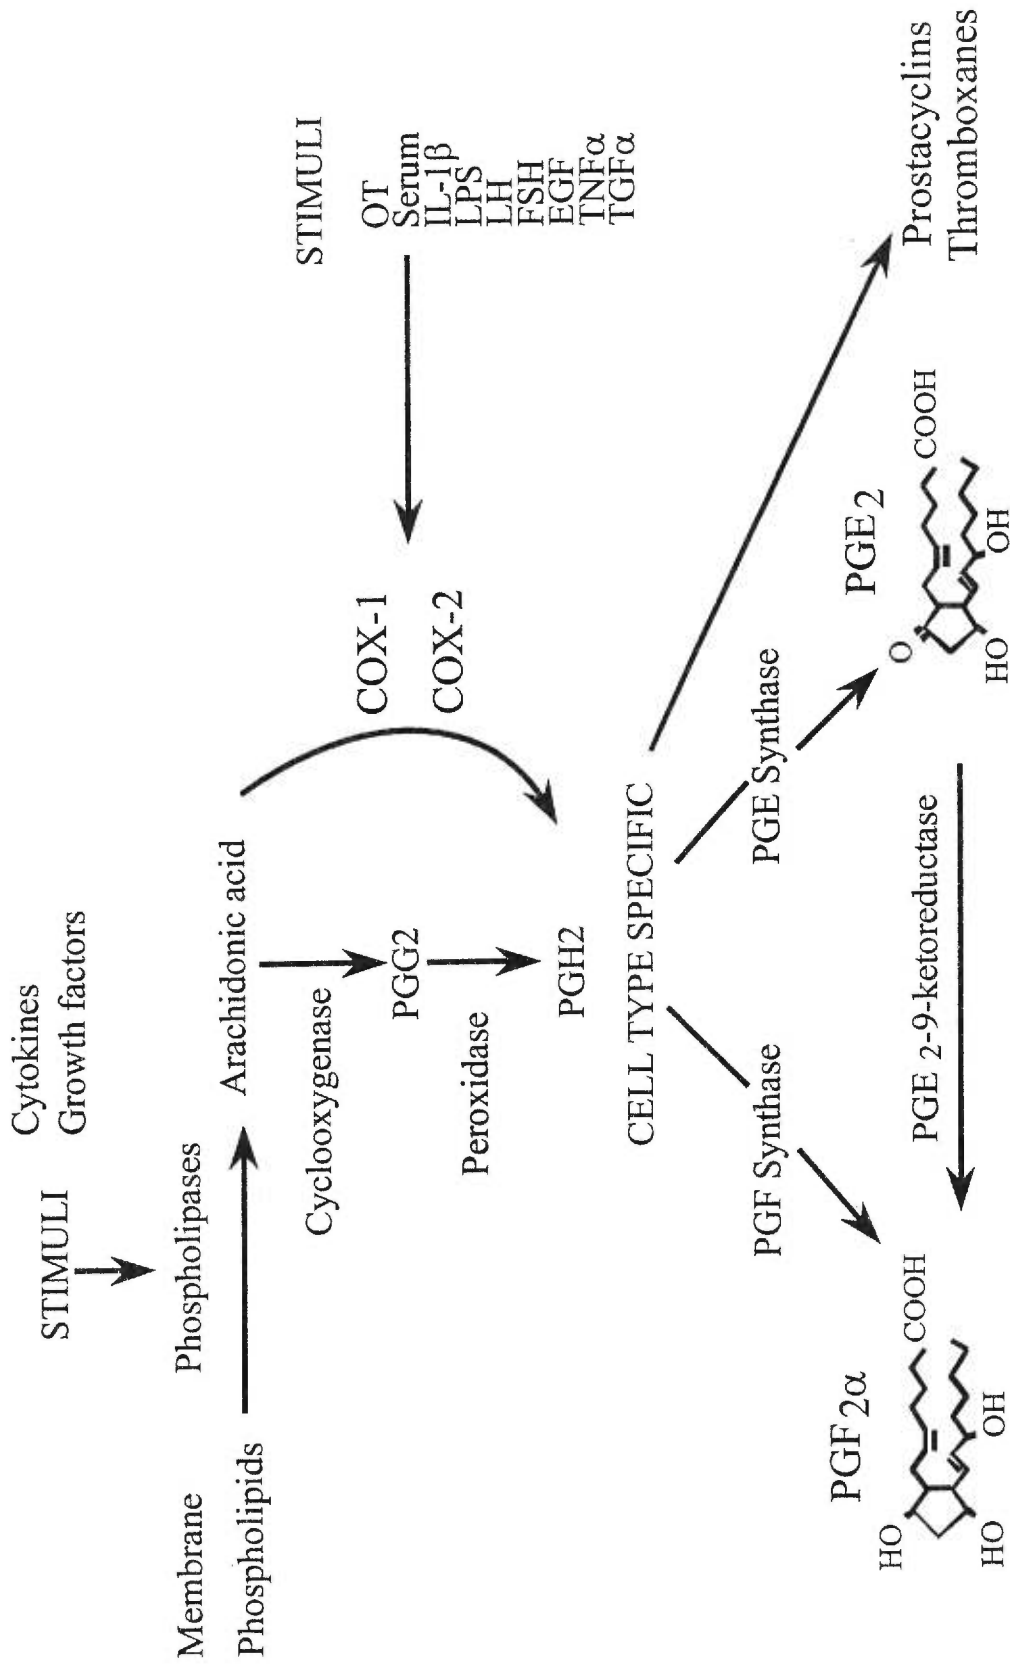 STIMULI
Cytokines
Growth factors
Membrane
Phospholipids
Phospholipases
Arachidonic acid
Cyclooxygenase
PGG2
Peroxidase
PGH2
COX-1
COX-2
STIMULI
OT
Serum
IL-1β
LPS
LH
FSH
EGF
TNFα
TGFα
CELL TYPE SPECIFIC
PGF Synthase
PGE Synthase
Prostacyclins
Thromboxanes
PGF2α
HO
COOH
HO
OH
PGE 2-9-ketoreductase
PGE2
O
COOH
HO
OH